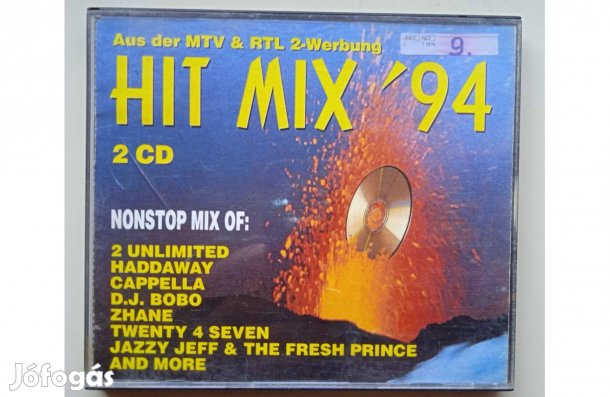 Aus der MTV & RTL 2-Werbung
9.
HIT MIX '94
2 CD
NONSTOP MIX OF:
2 UNLIMITED
HADDAWAY
CAPPELLA
D.J. BOBO
ZHANE
TWENTY 4 SEVEN
JAZZY JEFF & THE FRESH PRINCE
AND MORE
Jófogás